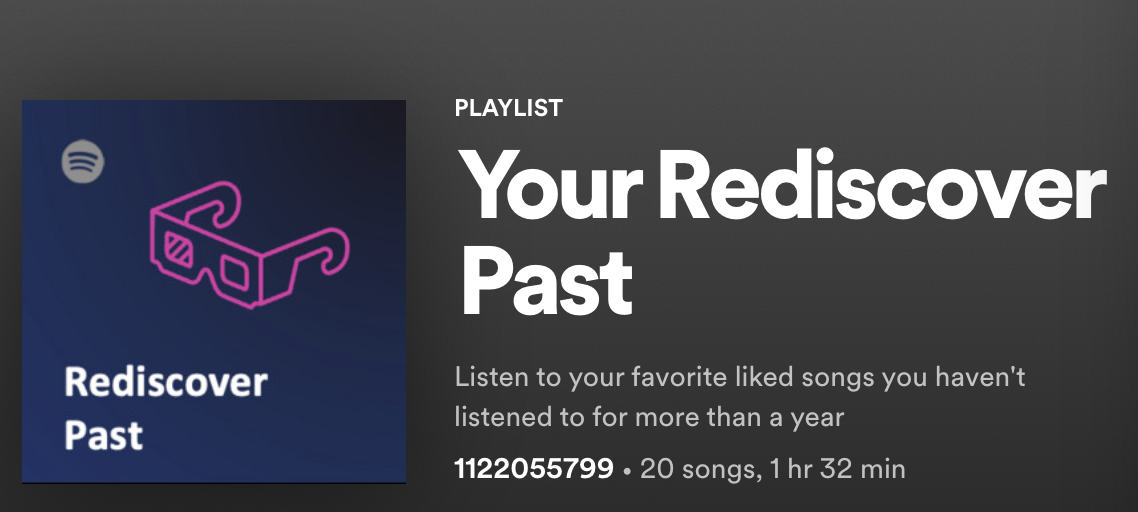 PLAYLIST
Your Rediscover
Past
Rediscover
Past
Listen to your favorite liked songs you haven't
listened to for more than a year
1122055799 • 20 songs, 1 hr 32 min